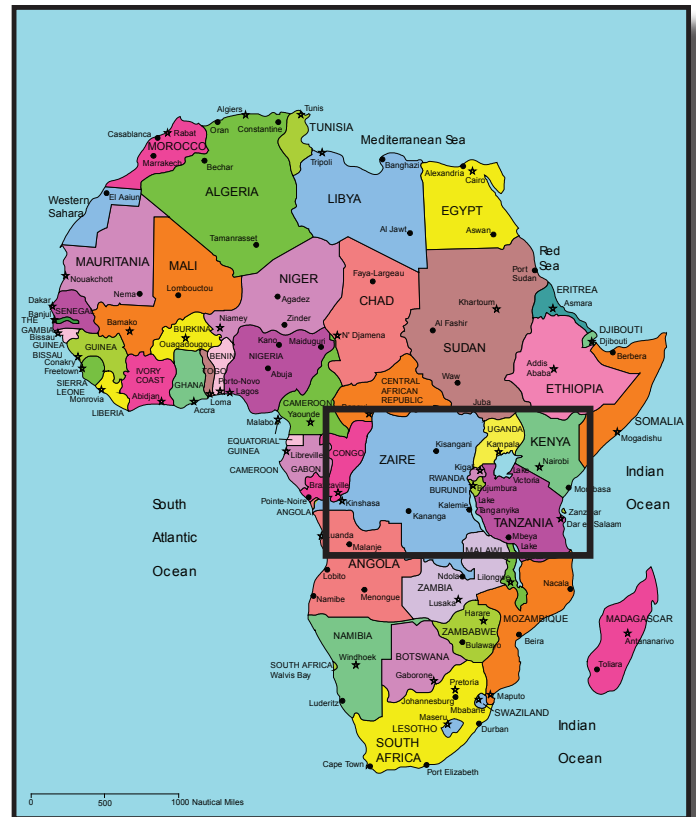 Algiers
Tunis
Oran
Constantine
TUNISIA
Casablanca
Rabat
MOROCCO
Marrakech
Bechar
Tripoli
Mediterranean Sea
Banghazi
Alexandria
Cairo
Western
Sahara
El Aaiun
ALGERIA
LIBYA
EGYPT
Al Jawt
Aswan
Tamanrasset
Red
Sea
MAURITANIA
Nouakchott
MALI
NIGER
Faya-Largeau
CHAD
Port
Sudan
ERITREA
Asmara
Nema
Lombouctou
Agadez
Khartoum
Dakar
Banjul
SENEGAL
THE
GAMBIA
Bissau
GUINEA
BISSAU
Bamako
Niamey
Zinder
N' Djamena
Al Fashir
SUDAN
DJIBOUTI
Djibouti
Berbera
BURKINA
Ouagadougou
Kano
Maiduguri
GUINEA
Conakry
Freetown
SIERRA
LEONE
Monrovia
LIBERIA
IVORY
COAST
Abidjan
GHANA
Accra
TOGO
BENIN
Porto-Novo
Loma
Lagos
NIGERIA
Abuja
Waw
Addis
Ababa
ETHIOPIA
CENTRAL
AFRICAN
REPUBLIC
Juba
CAMEROON
Yaounde
Malabo
SOMALIA
Mogadishu
EQUATORIAL
GUINEA
Libreville
CAMEROON
GABON
CONGO
ZAIRE
Kisangani
UGANDA
Kampala
KENYA
Nairobi
Indian
Ocean
Kigali
RWANDA
BURUNDI
Bujumbura
Lake
Victoria
Mombasa
Brazzaville
Pointe-Noire
Kinshasa
ANGOLA
Kananga
Kalemie
Lake
Tanganyika
TANZANIA
Zanzibar
Dar es Salaam
Mbeya
Lake
South
Atlantic
Ocean
Luanda
Malanje
MALAWI
ANGOLA
Lobito
Namibe
Menongue
Ndola
ZAMBIA
Lusaka
Lilongwe
Nacala
MOZAMBIQUE
Harare
ZAMBABWE
Bulawayo
Beira
MADAGASCAR
Antananarivo
Toliara
NAMIBIA
Windhoek
SOUTH AFRICA
Walvis Bay
BOTSWANA
Gaborone
Pretoria
Johannesburg
Maputo
Mbabane
SWAZILAND
Luderitz
Maseru
LESOTHO
Durban
SOUTH
AFRICA
Cape Town
Port Elizabeth
Indian
Ocean
0
500
1000 Nautical Miles